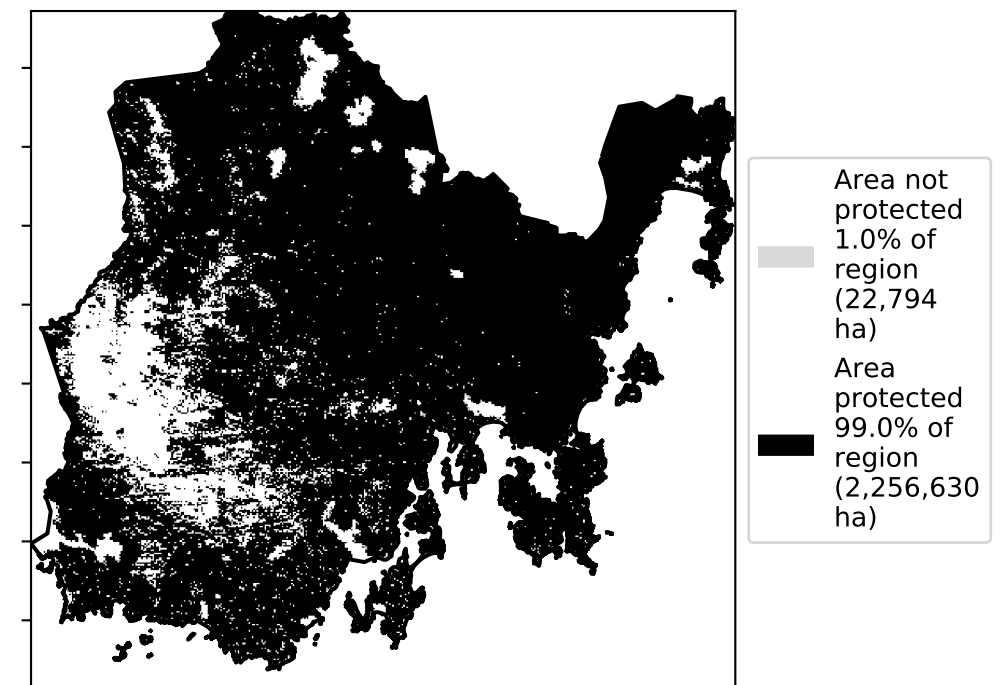 Area not
protected
1.0% of
region
(22,794
ha)
Area
protected
99.0% of
region
(2,256,630
ha)